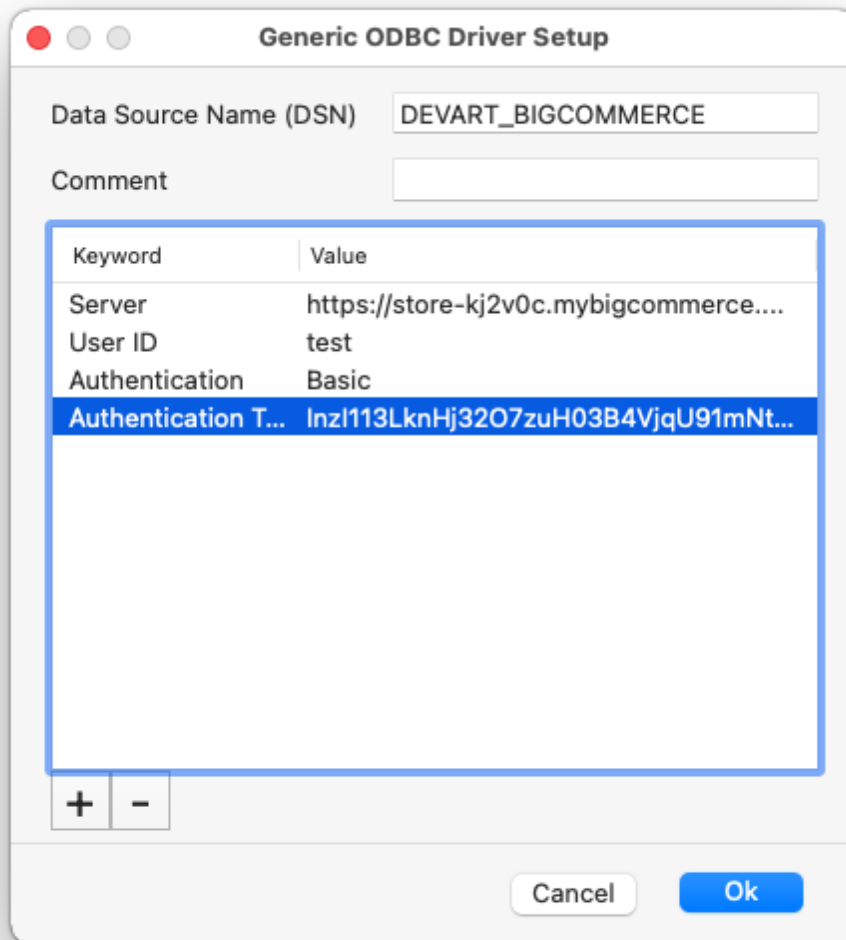 Generic ODBC Driver Setup
Data Source Name (DSN) DEVART_BIGCOMMERCE
Comment
Keyword Value
Server https://store-kj2v0c.mybigcommerce....
User ID test
Authentication Basic
Authentication T... InzI113LknHj32O7zuH03B4VjqU91mNt...
+ -
Cancel Ok